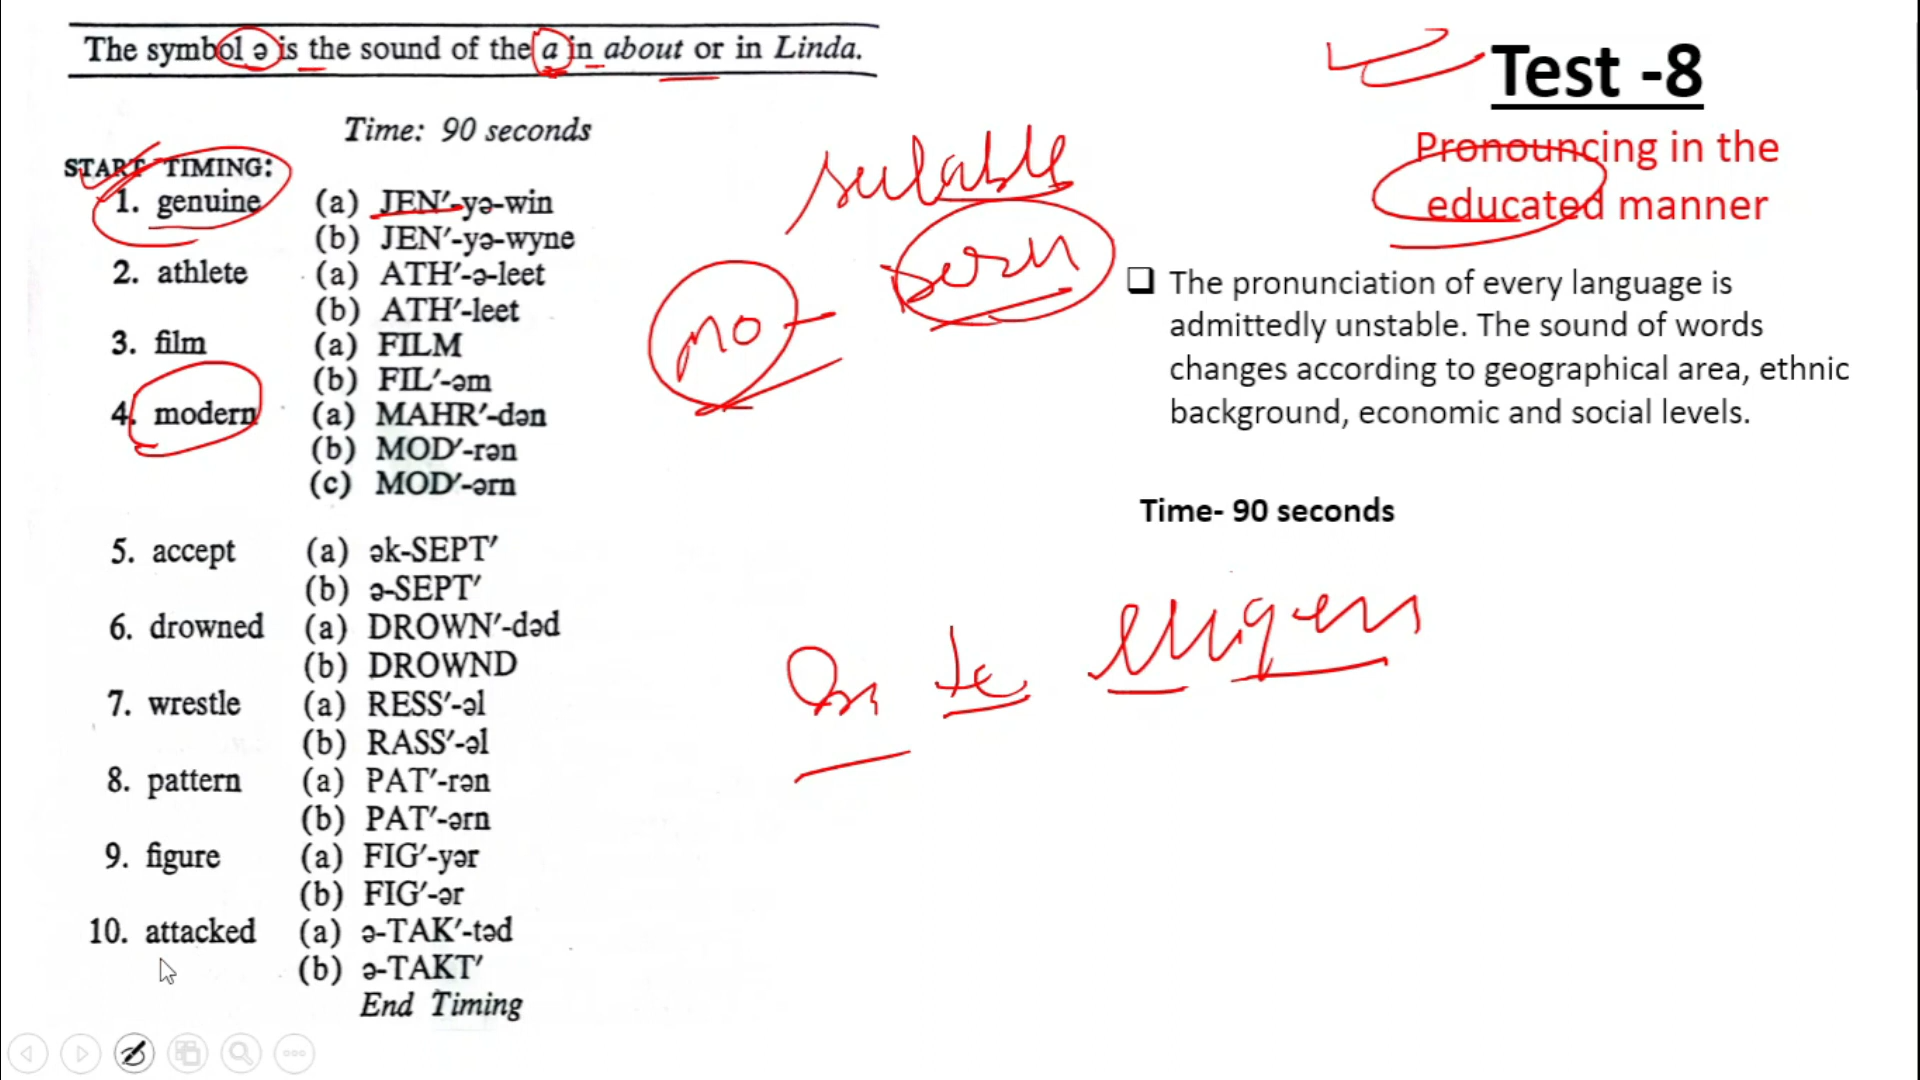 The symbol ə is the sound of the a in about or in Linda.
Time: 90 seconds
START TIMING:
1. genuine (a) JEN′-yə-win
(b) JEN′-yə-wyne
2. athlete (a) ATH′-ə-leet
(b) ATH′-leet
3. film (a) FILM
(b) FIL′-əm
4. modern (a) MAHR′-dən
(b) MOD′-rən
(c) MOD′-ərn
5. accept (a) ək-SEPT′
(b) ə-SEPT′
6. drowned (a) DROWN′-dəd
(b) DROWND
7. wrestle (a) RESS′-əl
(b) RASS′-əl
8. pattern (a) PAT′-rən
(b) PAT′-ərn
9. figure (a) FIG′-yər
(b) FIG′-ər
10. attacked (a) ə-TAK′-təd
(b) ə-TAKT′
End Timing
mo-
Test -8
Pronouncing in the
educated manner
❑ The pronunciation of every language is
admittedly unstable. The sound of words
changes according to geographical area, ethnic
background, economic and social levels.
Time- 90 seconds